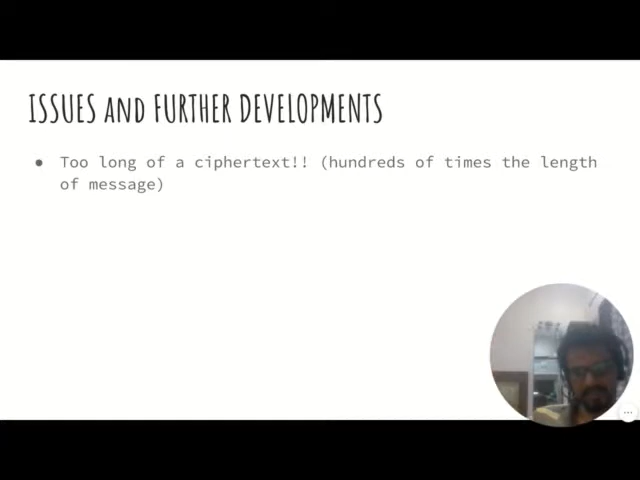 ISSUES and FURTHER DEVELOPMENTS
● Too long of a ciphertext!! (hundreds of times the length
of message)